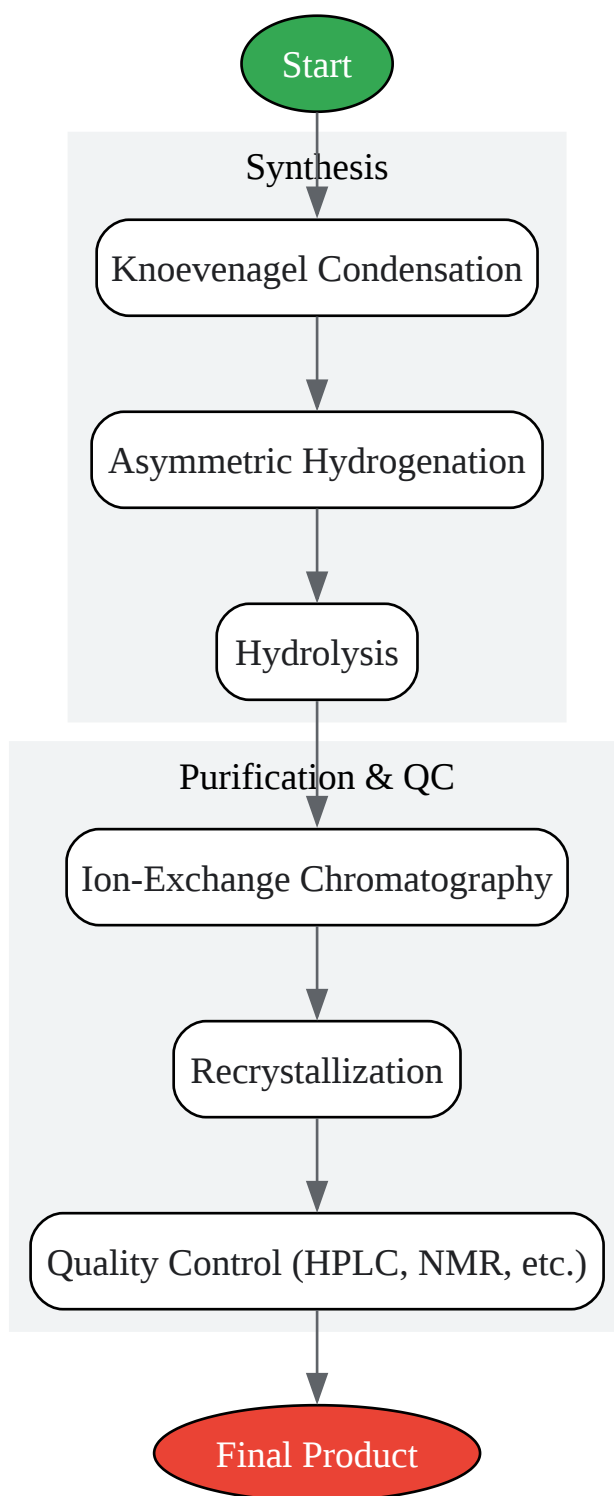 Start
Synthesis
Knoevenagel Condensation
Asymmetric Hydrogenation
Hydrolysis
Purification & QC
Ion-Exchange Chromatography
Recrystallization
Quality Control (HPLC, NMR, etc.)
Final Product